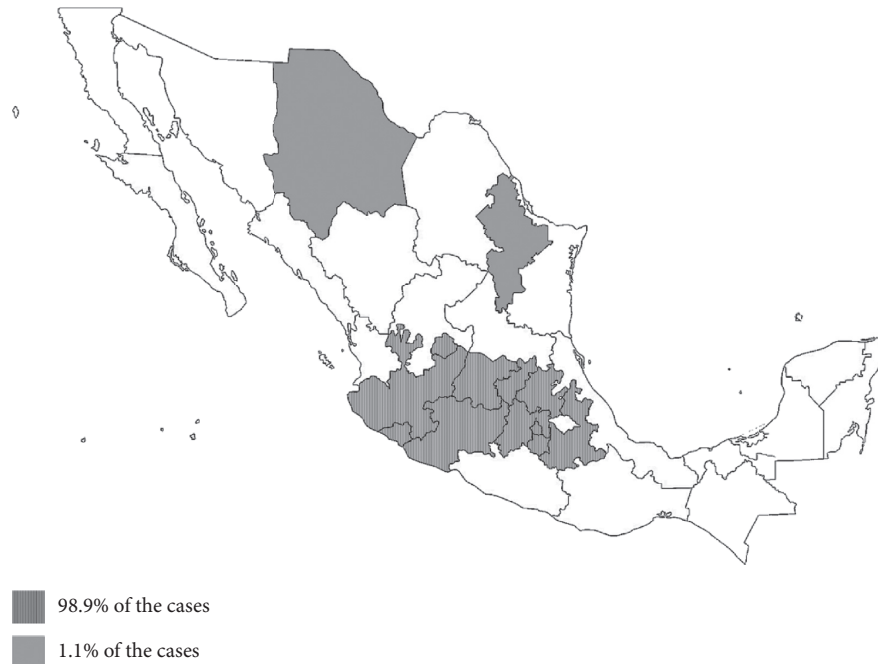 98.9% of the cases
1.1% of the cases